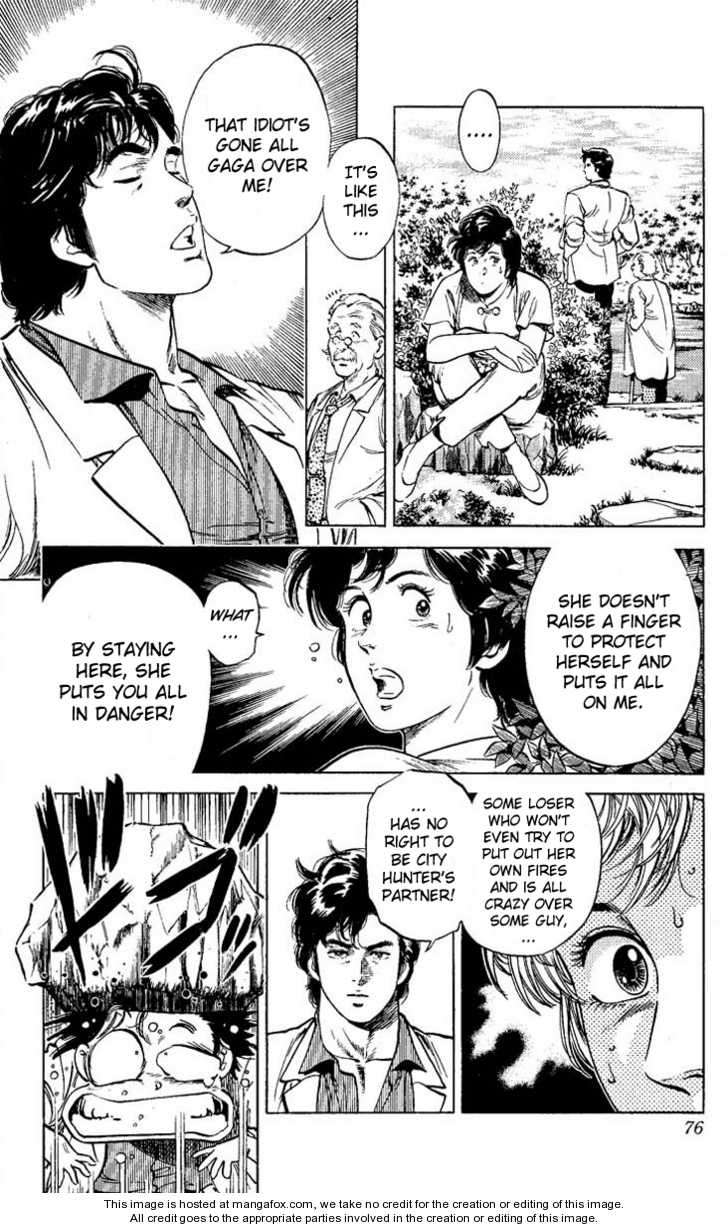 ....
IT'S
LIKE
THIS
...
THAT IDIOT'S
GONE ALL
GAGA OVER
ME!
SHE DOESN'T
RAISE A FINGER
TO PROTECT
HERSELF AND
PUTS IT ALL
ON ME.
WHAT
...
BY STAYING
HERE, SHE
PUTS YOU ALL
IN DANGER!
SOME LOSER
WHO WON'T
EVEN TRY TO
PUT OUT HER
OWN FIRES
AND IS ALL
CRAZY OVER
SOME GUY,
...
...
HAS NO
RIGHT TO
BE CITY
HUNTER'S
PARTNER!
76
This image is hosted at mangafox.com, we take no credit for the creation or editing of this image.
All credit goes to the appropriate parties involved in the creation or editing of this image.